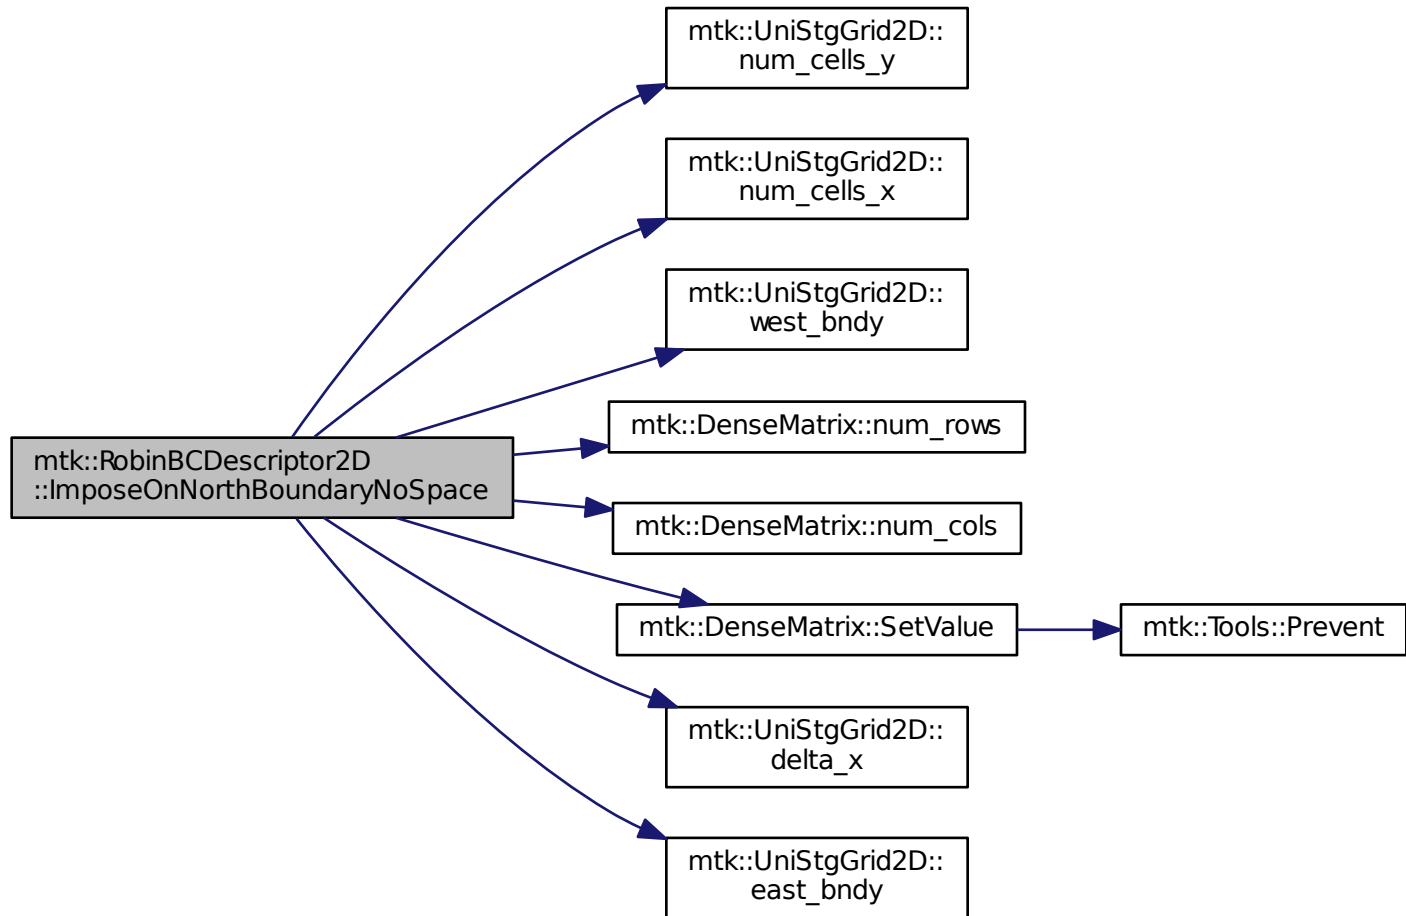 mtk::UniStgGrid2D::
num_cells_y
mtk::UniStgGrid2D::
num_cells_x
mtk::UniStgGrid2D::
west_bndy
mtk::DenseMatrix::num_rows
mtk::RobinBCDescriptor2D
::ImposeOnNorthBoundaryNoSpace
mtk::DenseMatrix::num_cols
mtk::DenseMatrix::SetValue
mtk::Tools::Prevent
mtk::UniStgGrid2D::
delta_x
mtk::UniStgGrid2D::
east_bndy